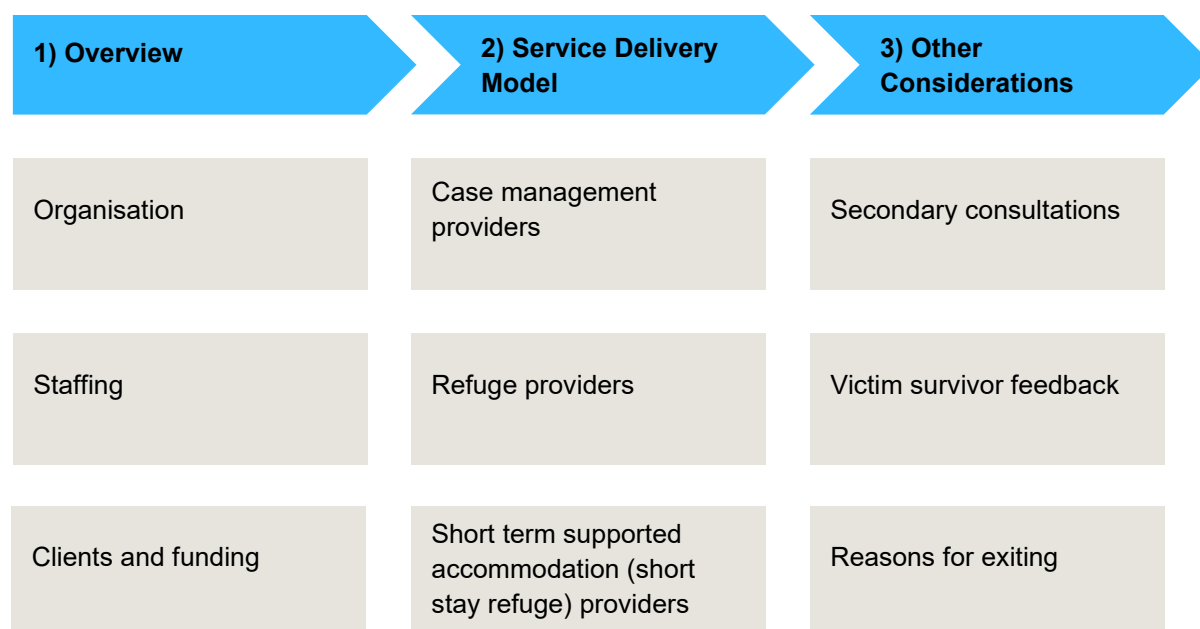 1) Overview
2) Service Delivery
Model
3) Other
Considerations
Organisation
Case management
providers
Secondary consultations
Staffing
Refuge providers
Victim survivor feedback
Clients and funding
Short term supported
accommodation (short
stay refuge) providers
Reasons for exiting